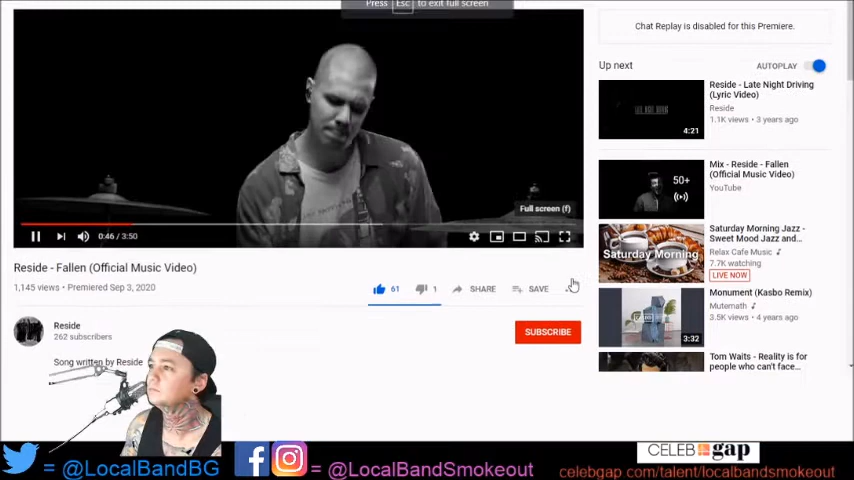 Press Esc to exit full screen
Chat Replay is disabled for this Premiere.
Up next
AUTOPLAY
Reside - Late Night Driving
(Lyric Video)
Reside
1.1K views • 3 years ago
4:21
Mix - Reside - Fallen
(Official Music Video)
YouTube
50+
Full screen (f)
0:46 / 3:50
Saturday Morning Jazz -
Sweet Mood Jazz and...
Relax Cafe Music
7.7K watching
LIVE NOW
Saturday Morning
Reside - Fallen (Official Music Video)
1,145 views • Premiered Sep 3, 2020
61
1
SHARE
SAVE
Monument (Kasbo Remix)
Mutemath
3.5K views • 4 years ago
3:32
Reside
262 subscribers
SUBSCRIBE
Song written by Reside
Tom Waits - Reality is for
people who can't face...
CELEB gap
= @LocalBandBG
= @LocalBandSmokeout
celebgap com/talent/localbandsmokeout